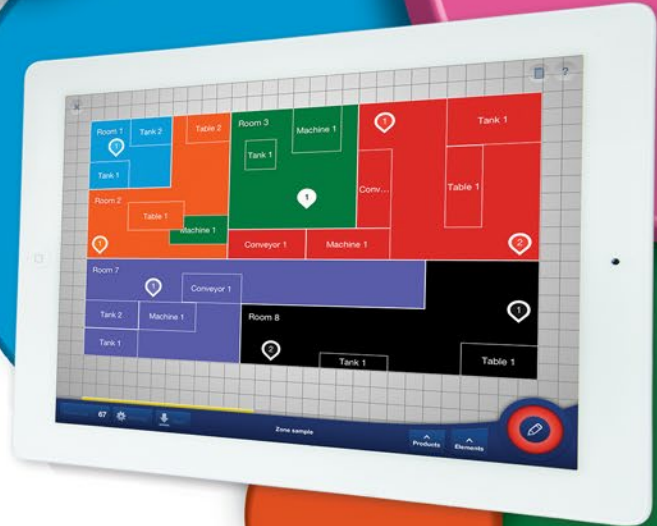 ×
?
Room 1
Tank 2
1
Tank 1
Table 2
Room 3
Machine 1
Tank 1
1
1
Tank 1
Conv...
Table 1
2
Room 2
Table 1
Machine 1
1
Conveyor 1
Machine 1
Room 7
1
Conveyor 1
Tank 2
Machine 1
Tank 1
Room 8
1
2
Tank 1
Table 1
67
Zone sample
Products
Elements